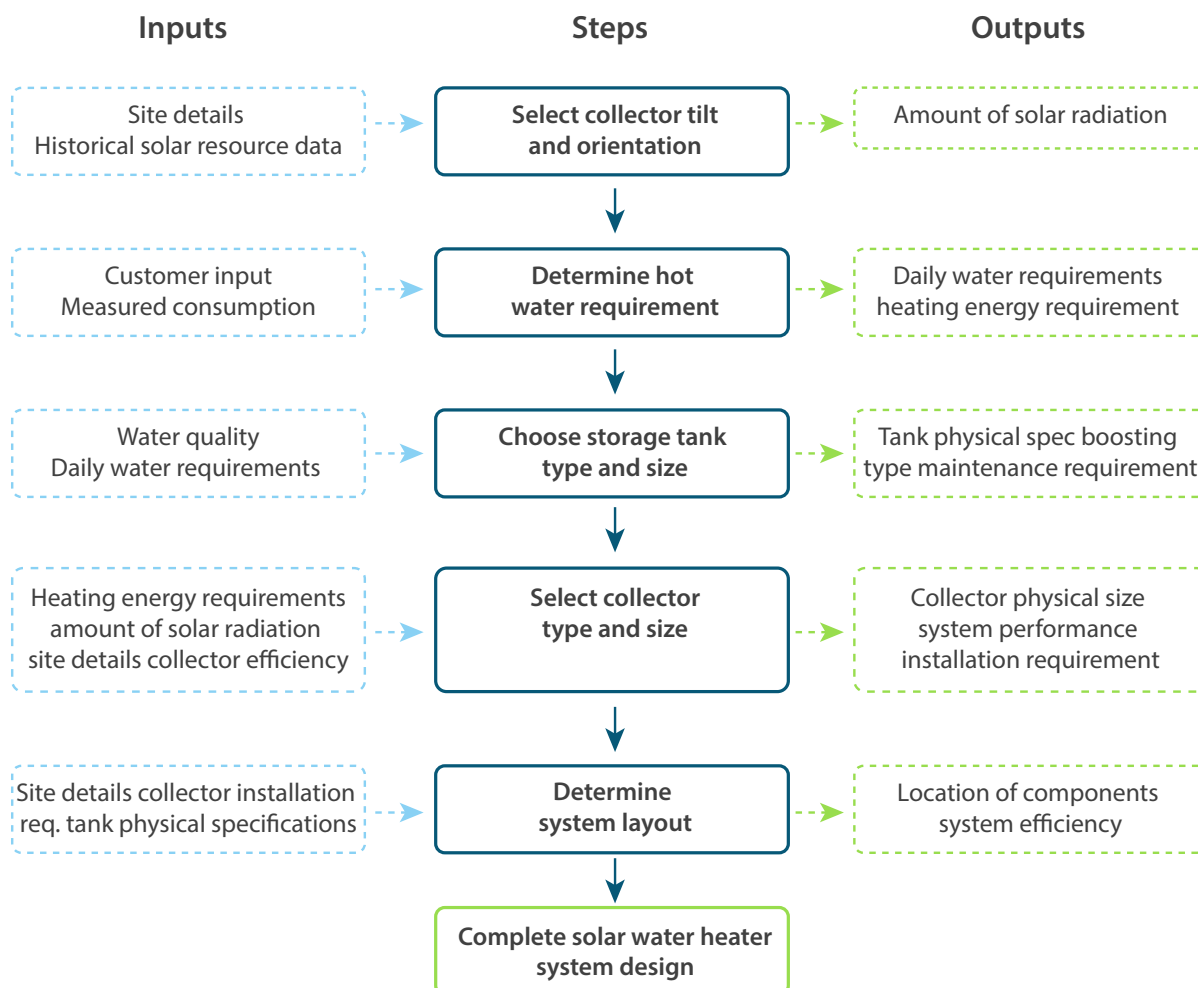 Inputs
Steps
Outputs
Site details
Historical solar resource data
Select collector tilt
and orientation
Amount of solar radiation
Customer input
Measured consumption
Determine hot
water requirement
Daily water requirements
heating energy requirement
Water quality
Daily water requirements
Choose storage tank
type and size
Tank physical spec boosting
type maintenance requirement
Heating energy requirements
amount of solar radiation
site details collector efficiency
Select collector
type and size
Collector physical size
system performance
installation requirement
Site details collector installation
req. tank physical specifications
Determine
system layout
Location of components
system efficiency
Complete solar water heater
system design